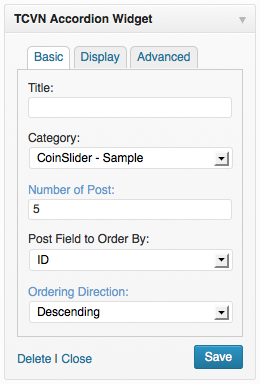 TCVN Accordion Widget
Basic Display Advanced
Title:
Category:
CoinSlider - Sample
Number of Post:
5
Post Field to Order By:
ID
Ordering Direction:
Descending
Delete | Close Save